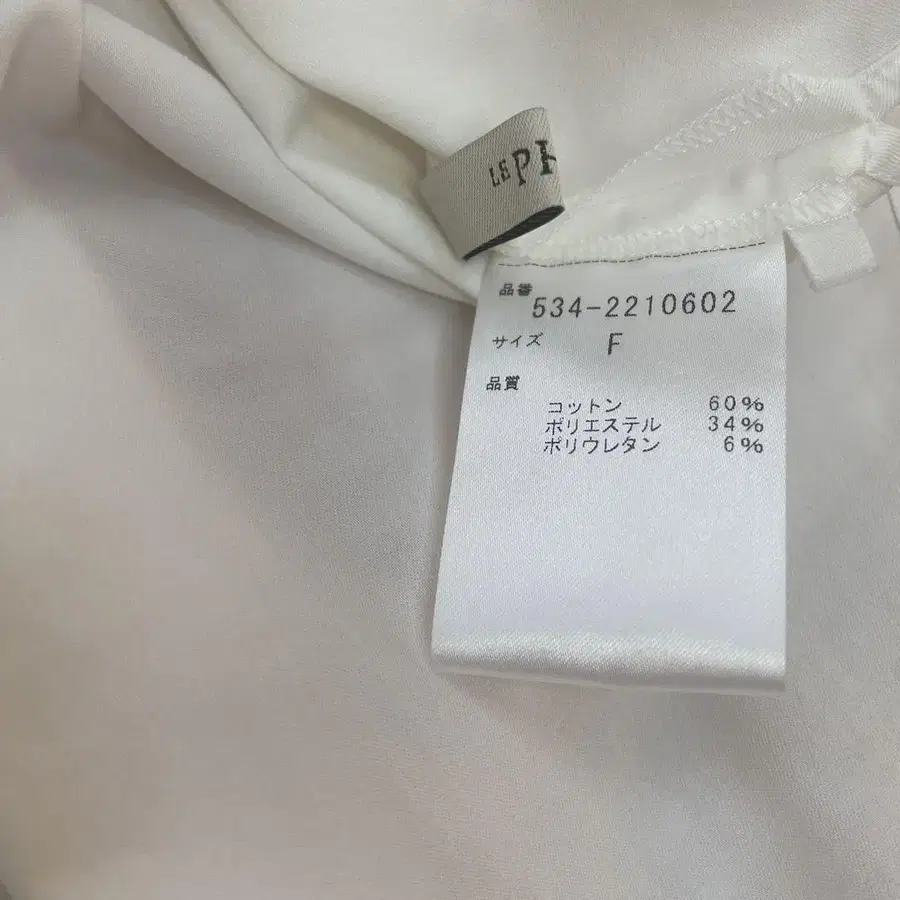 LE PH
品番 534-2210602
サイズ F
品質
コットン 60%
ポリエステル 34%
ポリウレタン 6%